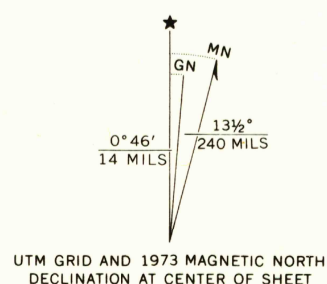 MN
GN
0°46′
14 MILS
13½°
240 MILS
UTM GRID AND 1973 MAGNETIC NORTH
DECLINATION AT CENTER OF SHEET